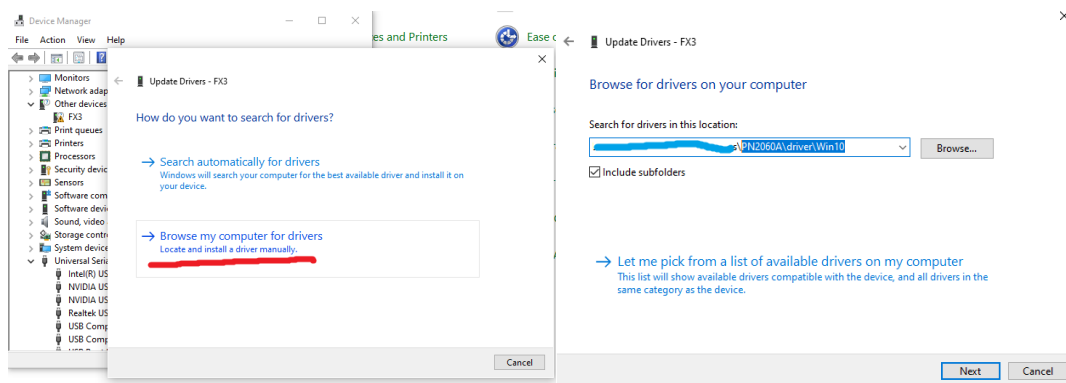 Device Manager
File Action View Help
Monitors
Network adap
Other devices
FX3
Print queues
Printers
Processors
Security devic
Sensors
Software com
Software devi
Sound, video
Storage contr
System device
Universal Seria
Intel(R) US
NVIDIA US
NVIDIA US
Realtek US
USB Comp
USB Comp
es and Printers
Ease c
Update Drivers - FX3
How do you want to search for drivers?
Search automatically for drivers
Windows will search your computer for the best available driver and install it on
your device.
Browse my computer for drivers
Locate and install a driver manually.
Cancel
Update Drivers - FX3
Browse for drivers on your computer
Search for drivers in this location:
s\PN2060A\driver\Win10
Browse...
Include subfolders
Let me pick from a list of available drivers on my computer
This list will show available drivers compatible with the device, and all drivers in the
same category as the device.
Next Cancel